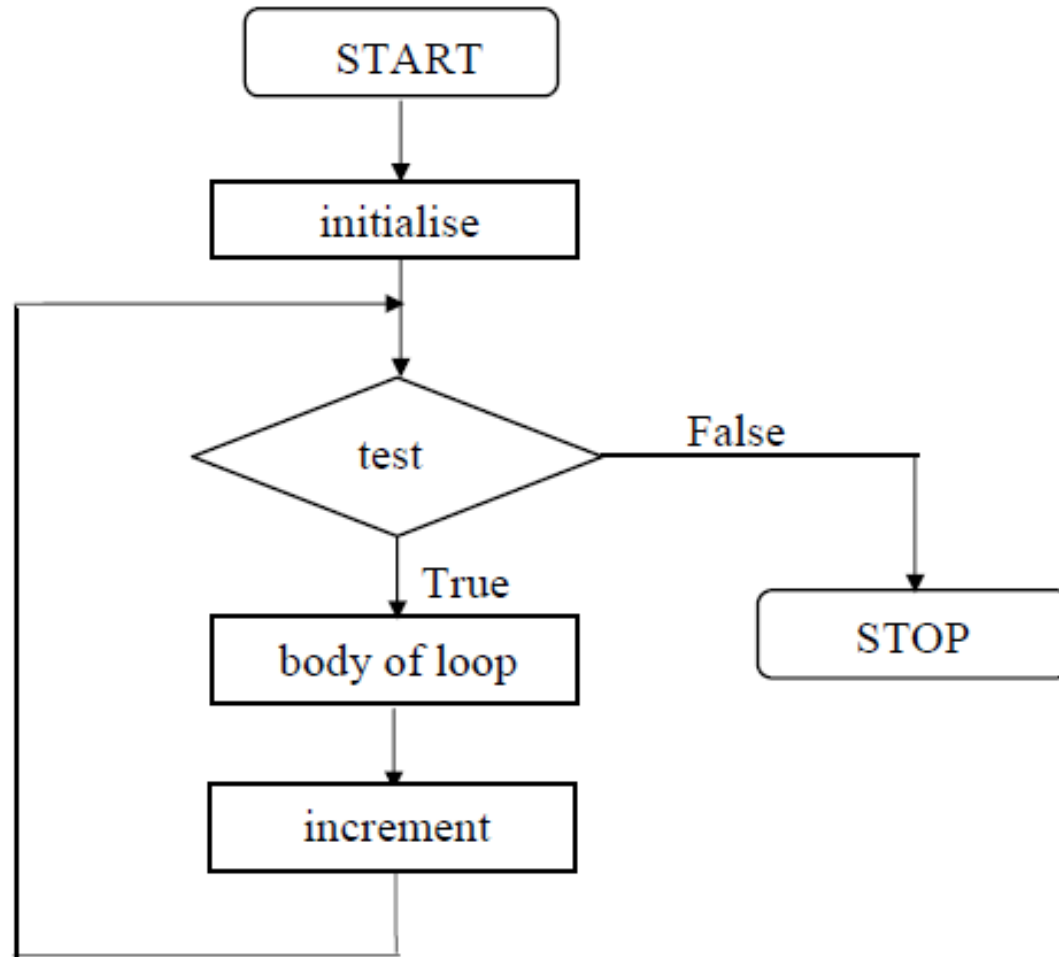 START
initialise
test
False
True
body of loop
STOP
increment